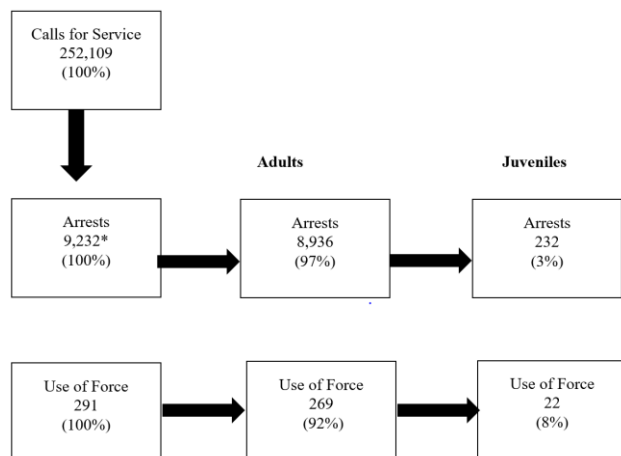 Calls for Service
252,109
(100%)
Adults
Juveniles
Arrests
9,232*
(100%)
Arrests
8,936
(97%)
Arrests
232
(3%)
Use of Force
291
(100%)
Use of Force
269
(92%)
Use of Force
22
(8%)